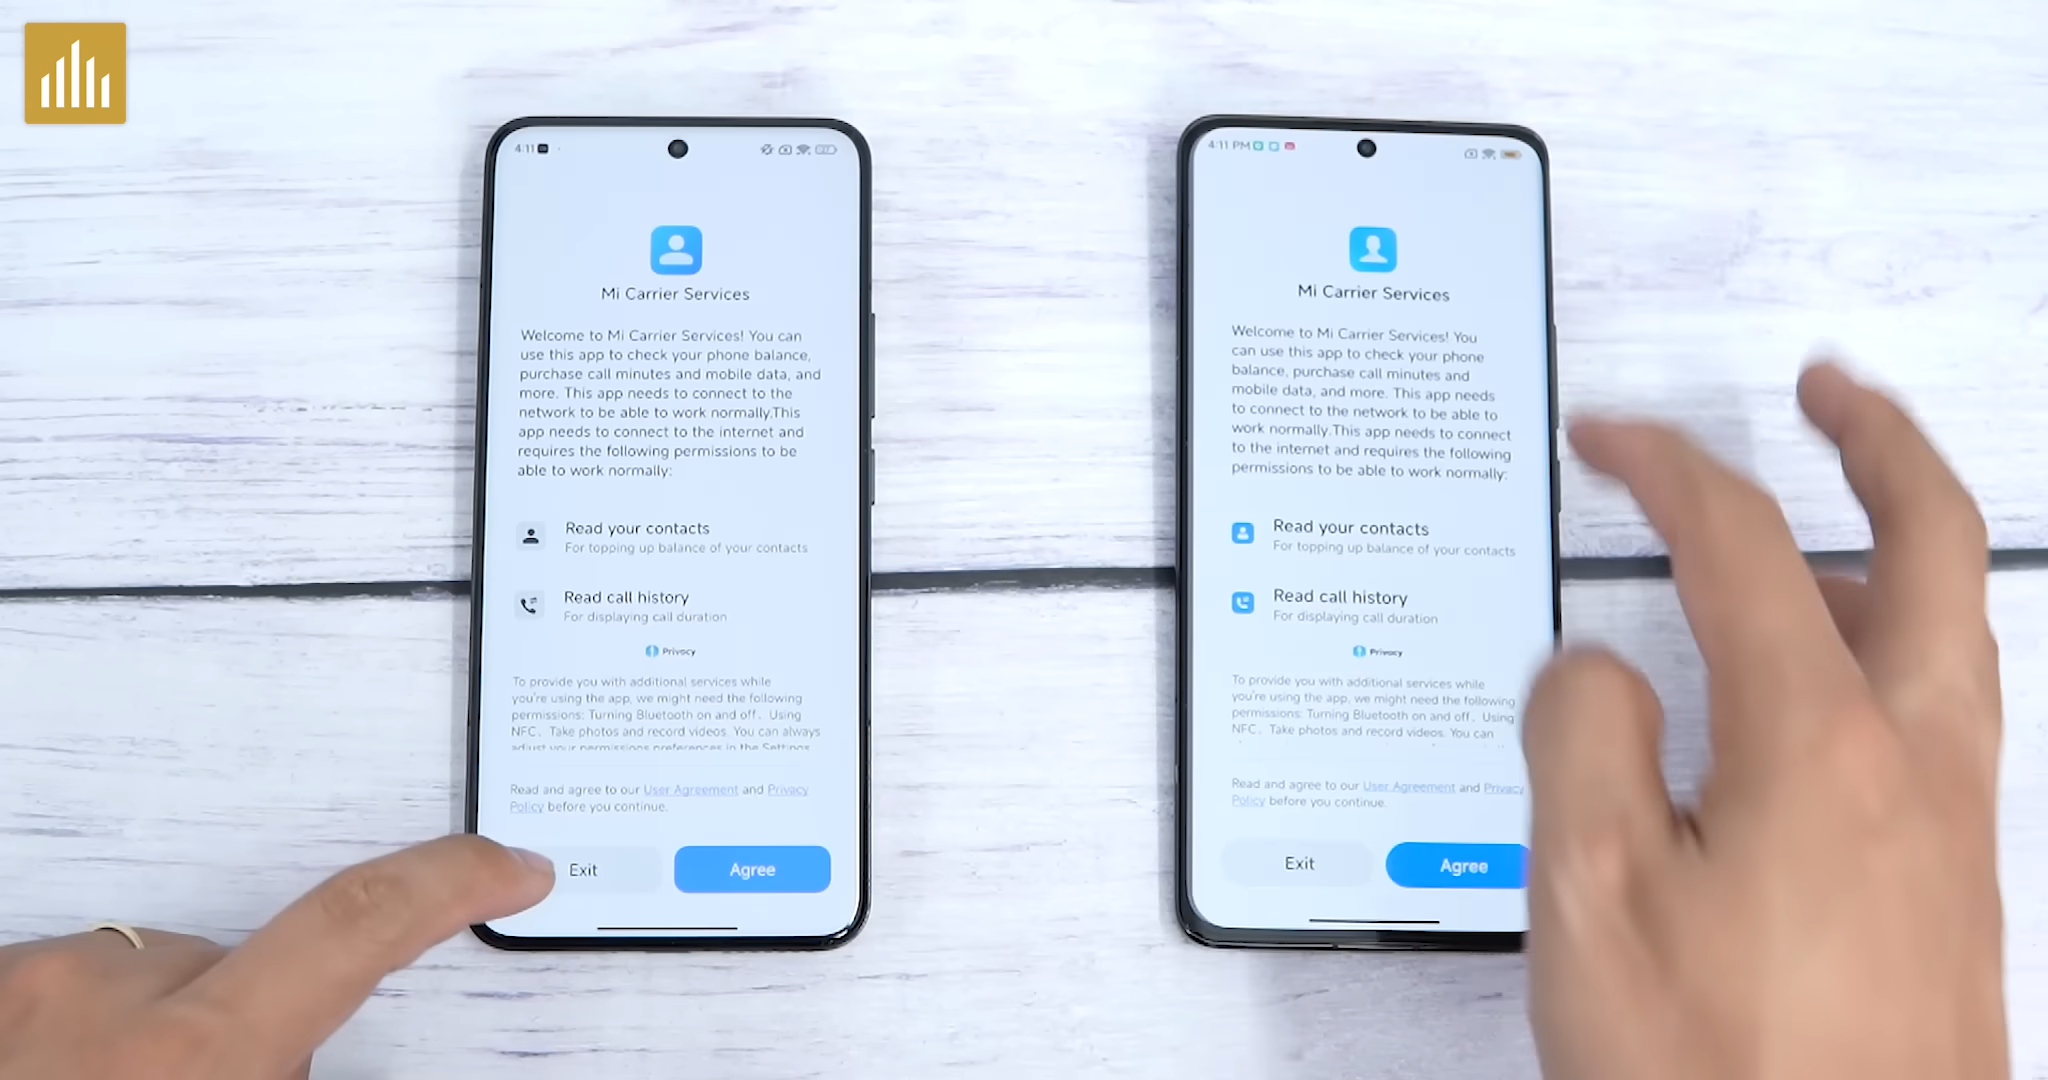 4:11
Mi Carrier Services
Welcome to Mi Carrier Services! You can
use this app to check your phone balance,
purchase call minutes and mobile data, and
more. This app needs to connect to the
network to be able to work normally.This
app needs to connect to the internet and
requires the following permissions to be
able to work normally:
Read your contacts
For topping up balance of your contacts
Read call history
For displaying call duration
Privacy
To provide you with additional services while
you're using the app, we might need the following
permissions: Turning Bluetooth on and off, Using
NFC, Take photos and record videos. You can always
adjust your permissions preferences in the Settings
Read and agree to our User Agreement and Privacy
Policy before you continue.
Exit
Agree
4:11 PM
Mi Carrier Services
Welcome to Mi Carrier Services! You
can use this app to check your phone
balance, purchase call minutes and
mobile data, and more. This app needs
to connect to the network to be able to
work normally.This app needs to connect
to the internet and requires the following
permissions to be able to work normally:
Read your contacts
For topping up balance of your contacts
Read call history
For displaying call duration
Privacy
To provide you with additional services while
you're using the app, we might need the following
permissions: Turning Bluetooth on and off, Using
NFC, Take photos and record videos. You can
Read and agree to our User Agreement and Privacy
Policy before you continue.
Exit
Agree